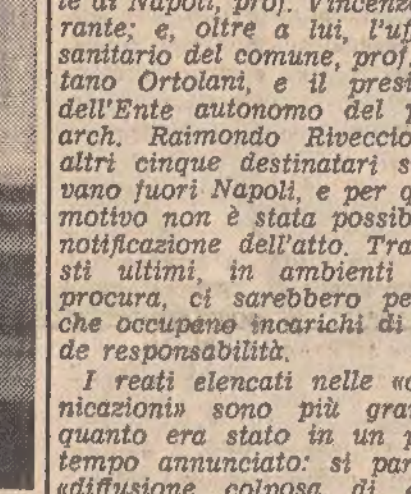 te di Napoli, prof. Vincenzo
rante; e, oltre a lui, l'uf
sanitario del comune, prof.
tano Ortolani, e il presi
dell'Ente autonomo del p
arch. Raimondo Riveccio
altri cinque destinatari s
vano fuori Napoli, e per q
motivo non è stata possib
notificazione dell'atto. Tra
sti ultimi, in ambienti
procura, ci sarebbero pe
che occupano incarichi di
de responsabilità.
I reati elencati nelle «c
nicazioni» sono più gra
quanto era stato in un p
tempo annunciato: si par
«diffusione colposa di